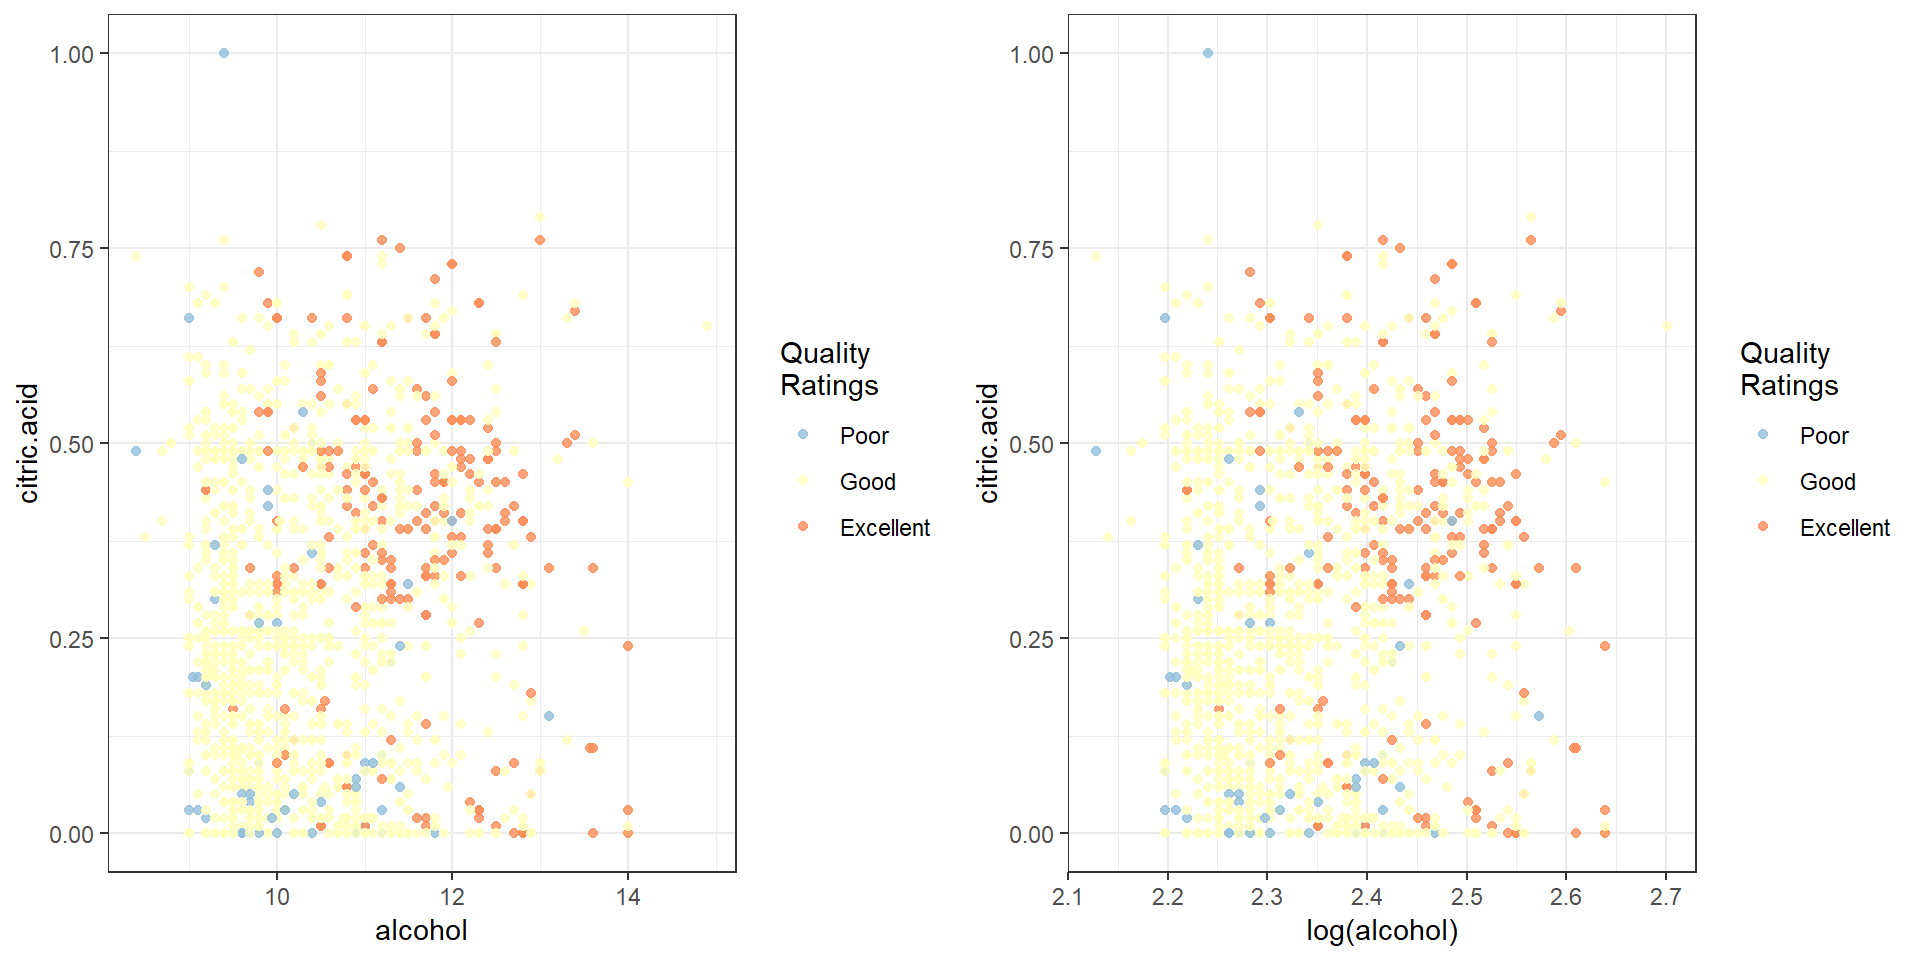 1.00
0.75
0.50
0.25
0.00
citric.acid
10 12 14
alcohol
Quality
Ratings
Poor
Good
Excellent
1.00
0.75
0.50
0.25
0.00
citric.acid
2.1 2.2 2.3 2.4 2.5 2.6 2.7
log(alcohol)
Quality
Ratings
Poor
Good
Excellent